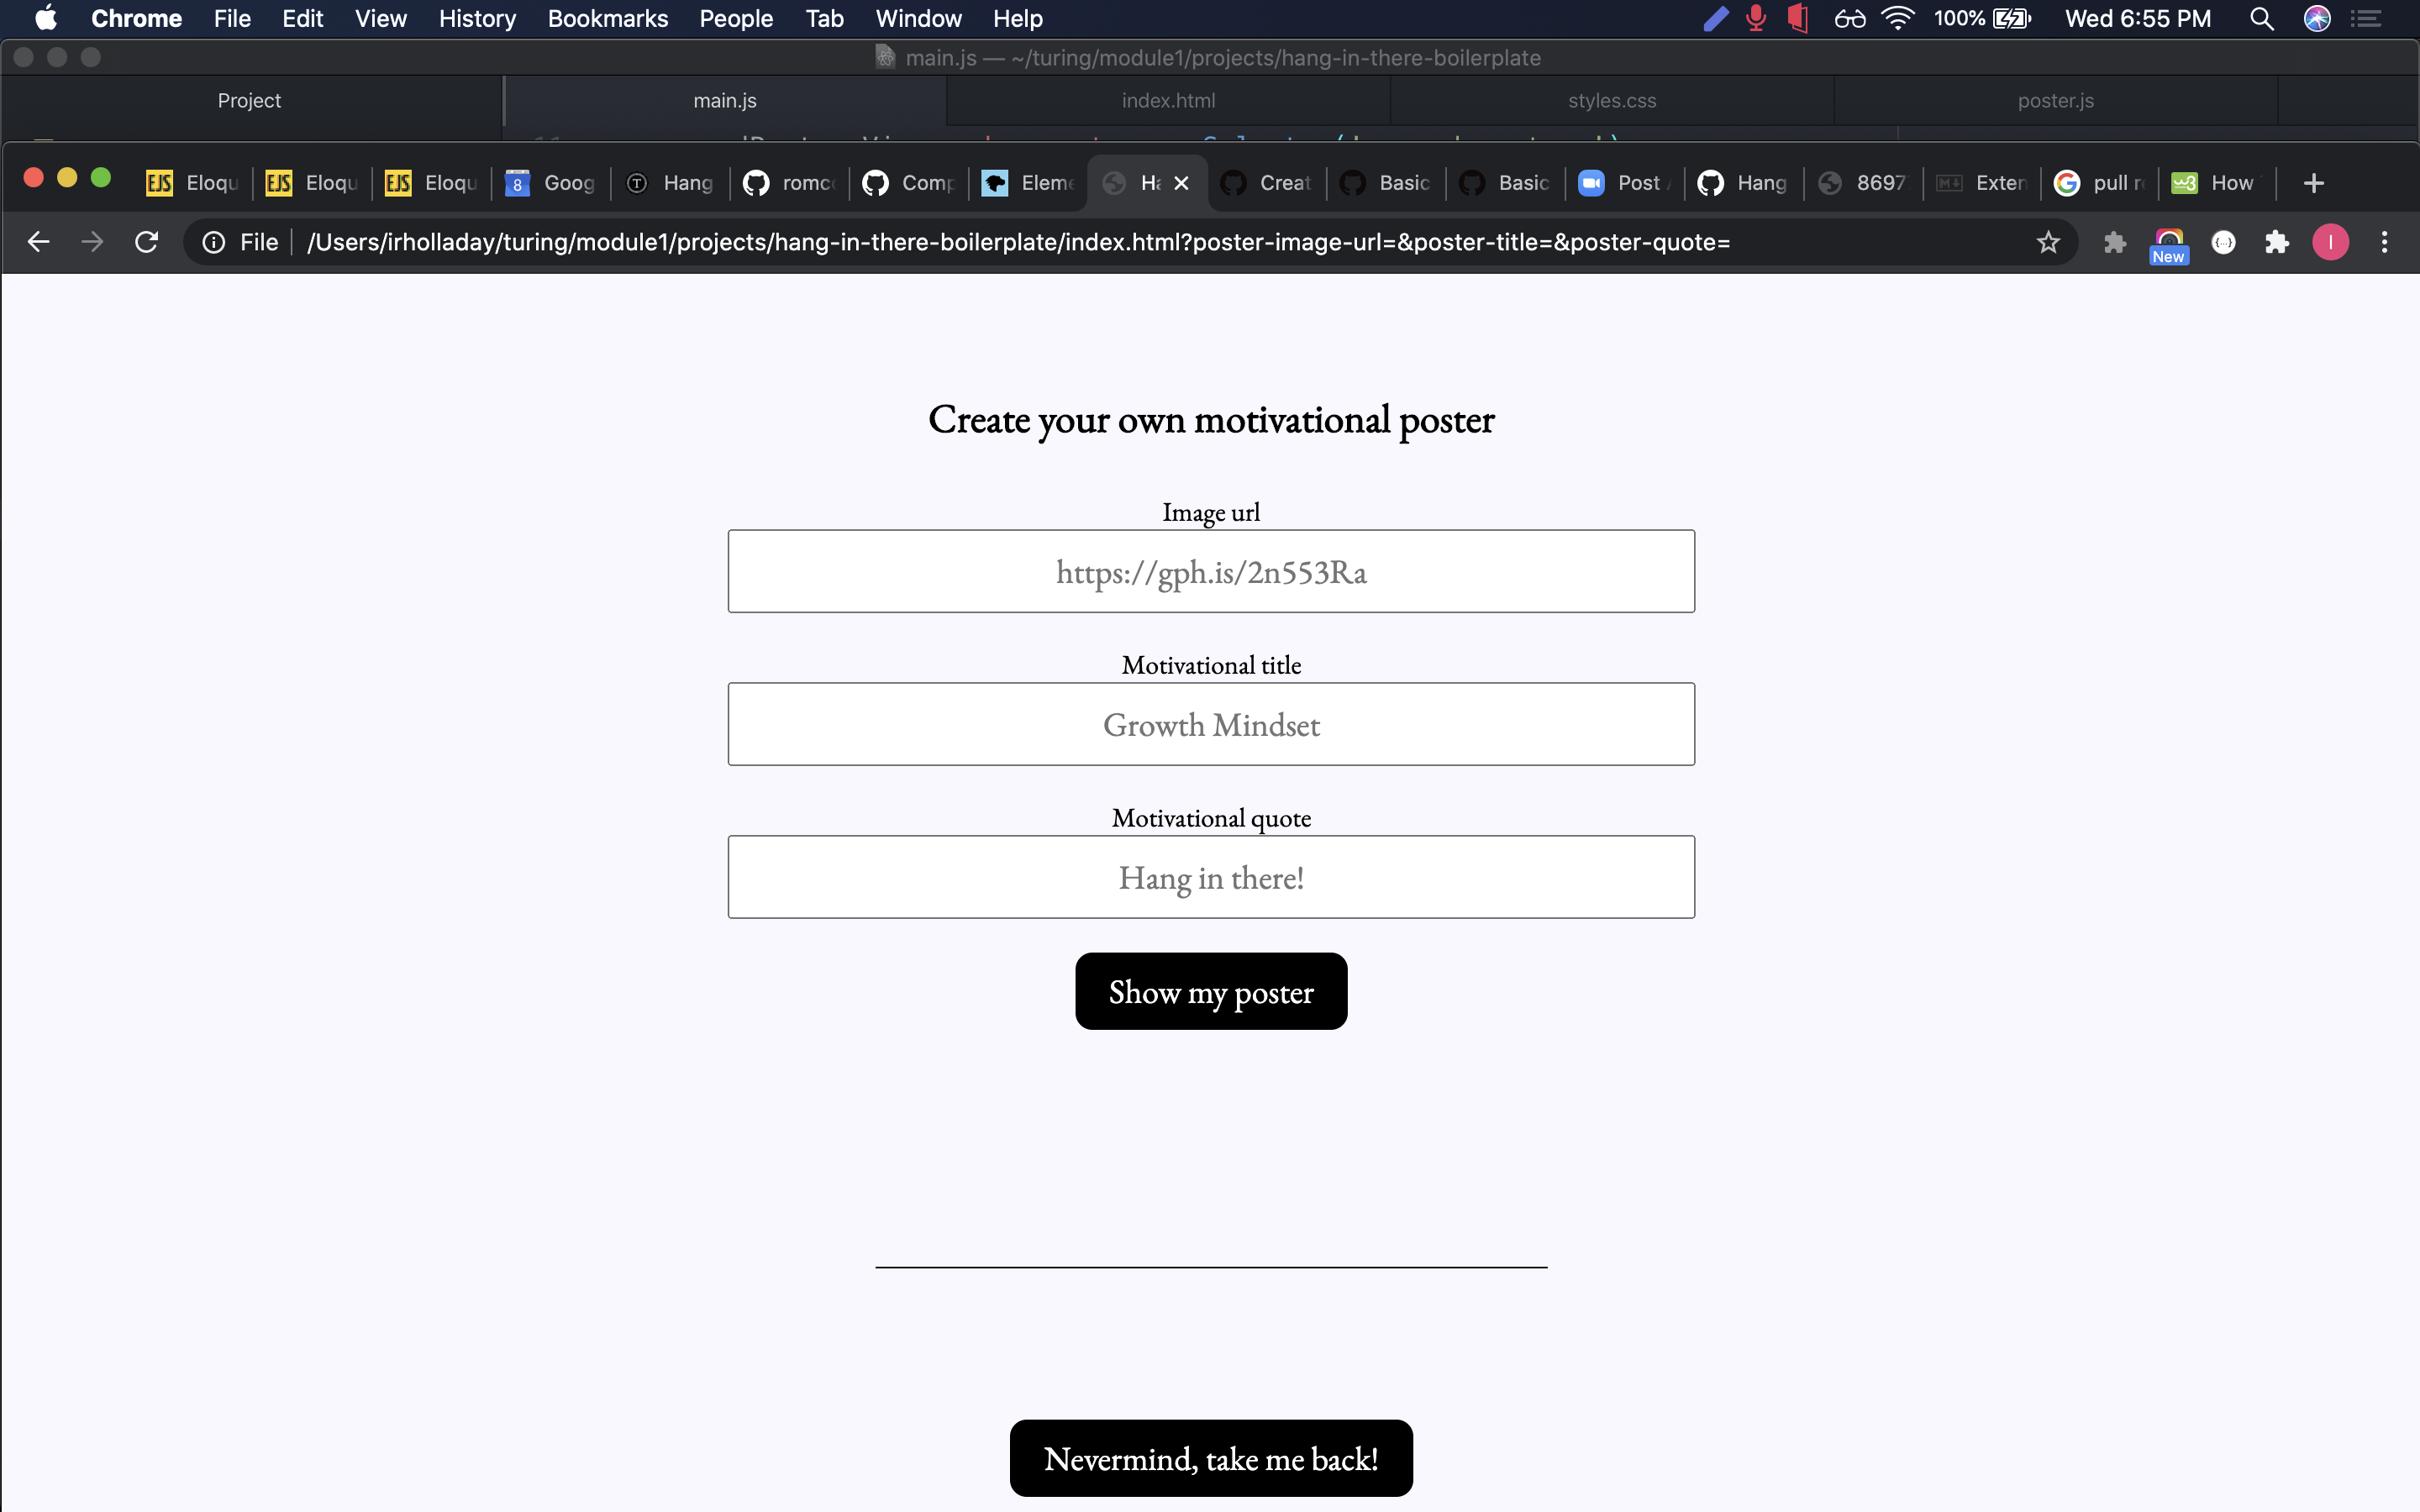 Chrome File Edit View History Bookmarks People Tab Window Help 100% Wed 6:55 PM
main.js — ~/turing/module1/projects/hang-in-there-boilerplate
Project main.js index.html styles.css poster.js
EJS Eloqu EJS Eloqu EJS Eloqu 8 Goog T Hang romc Comp Eleme Ha Creat Basic Basic Post Hang 8697 Exten pull r How
File /Users/irholladay/turing/module1/projects/hang-in-there-boilerplate/index.html?poster-image-url=&poster-title=&poster-quote= New I
Create your own motivational poster
Image url
https://gph.is/2n553Ra
Motivational title
Growth Mindset
Motivational quote
Hang in there!
Show my poster
Nevermind, take me back!